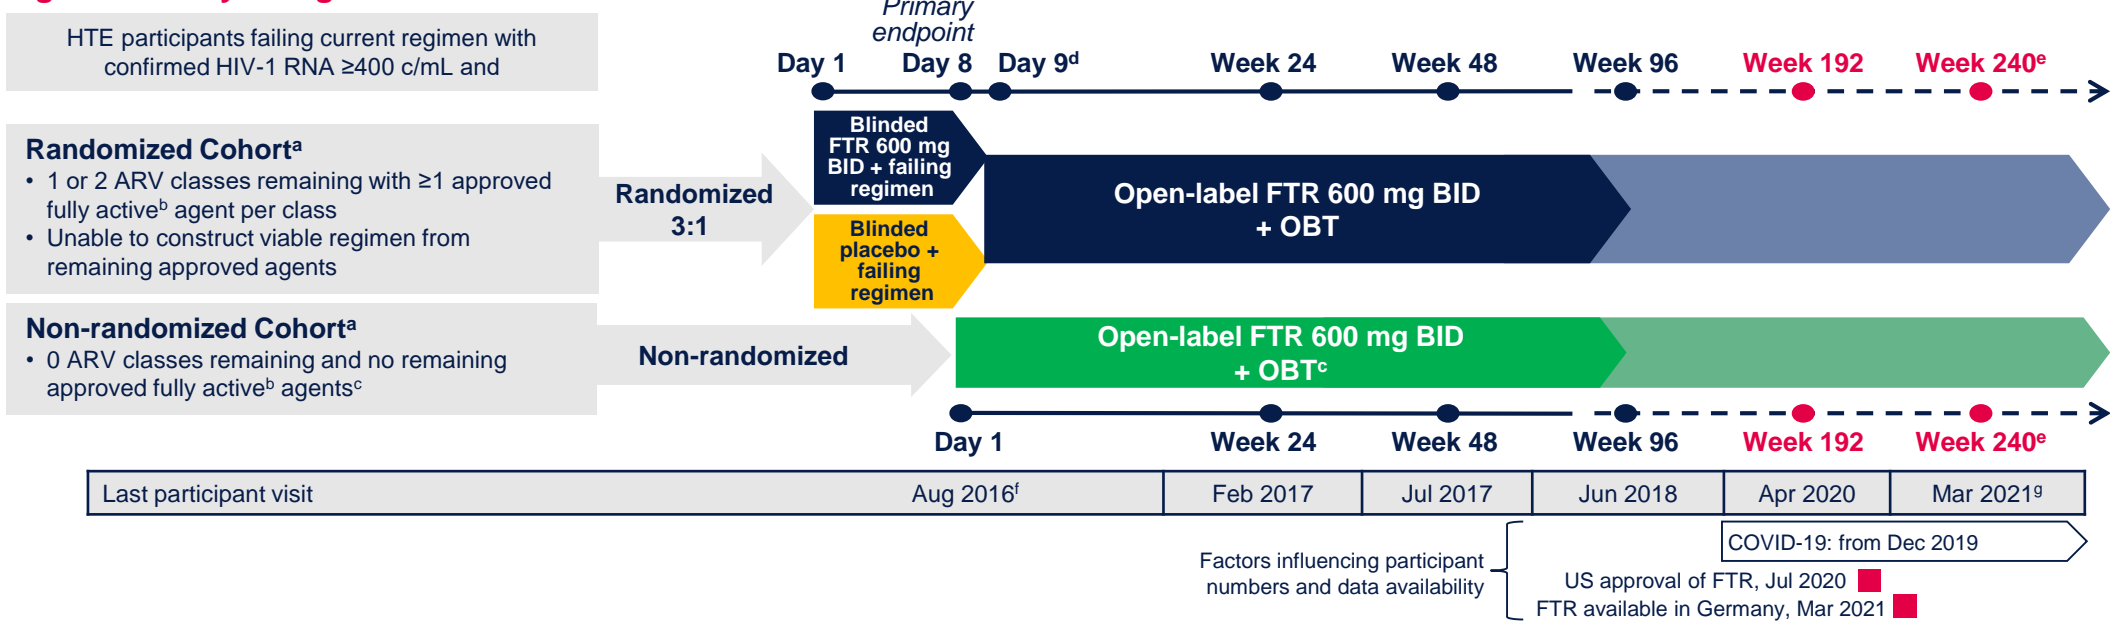 Primary
endpoint
HTE participants failing current regimen with
confirmed HIV-1 RNA ≥400 c/mL and
Day 1
Day 8
Day 9ᵈ
Week 24
Week 48
Week 96
Week 192
Week 240ᵉ
Randomized Cohortᵃ
• 1 or 2 ARV classes remaining with ≥1 approved
fully activeᵇ agent per class
• Unable to construct viable regimen from
remaining approved agents
Randomized
3:1
Blinded
FTR 600 mg
BID + failing
regimen
Blinded
placebo +
failing
regimen
Open-label FTR 600 mg BID
+ OBT
Non-randomized Cohortᵃ
• 0 ARV classes remaining and no remaining
approved fully activeᵇ agentsᶜ
Non-randomized
Open-label FTR 600 mg BID
+ OBTᶜ
Day 1
Week 24
Week 48
Week 96
Week 192
Week 240ᵉ
Last participant visit
Aug 2016ᶠ
Feb 2017
Jul 2017
Jun 2018
Apr 2020
Mar 2021ᵍ
Factors influencing participant
numbers and data availability
COVID-19: from Dec 2019
US approval of FTR, Jul 2020
FTR available in Germany, Mar 2021